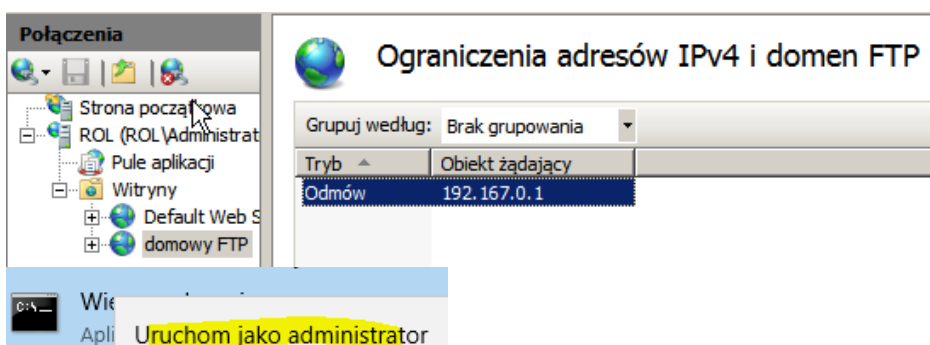 Połączenia
Ograniczenia adresów IPv4 i domen FTP
Strona początkowa
ROL (ROL\Administrat
Pule aplikacji
Witryny
Default Web S
domowy FTP
Grupuj według: Brak grupowania
Tryb Obiekt żądający
Odmów 192.167.0.1
C:\
Wie
Apli
Uruchom jako administrator